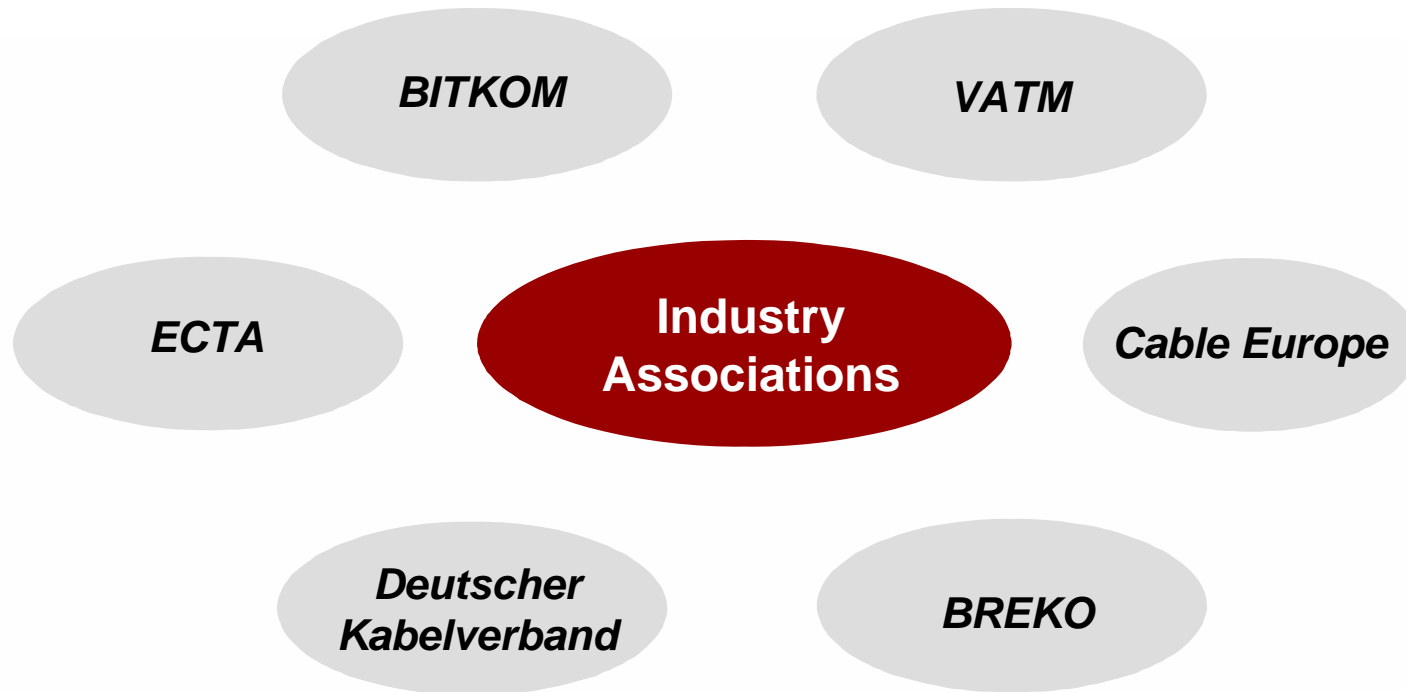 BITKOM
VATM
ECTA
Industry
Associations
Cable Europe
Deutscher
Kabelverband
BREKO